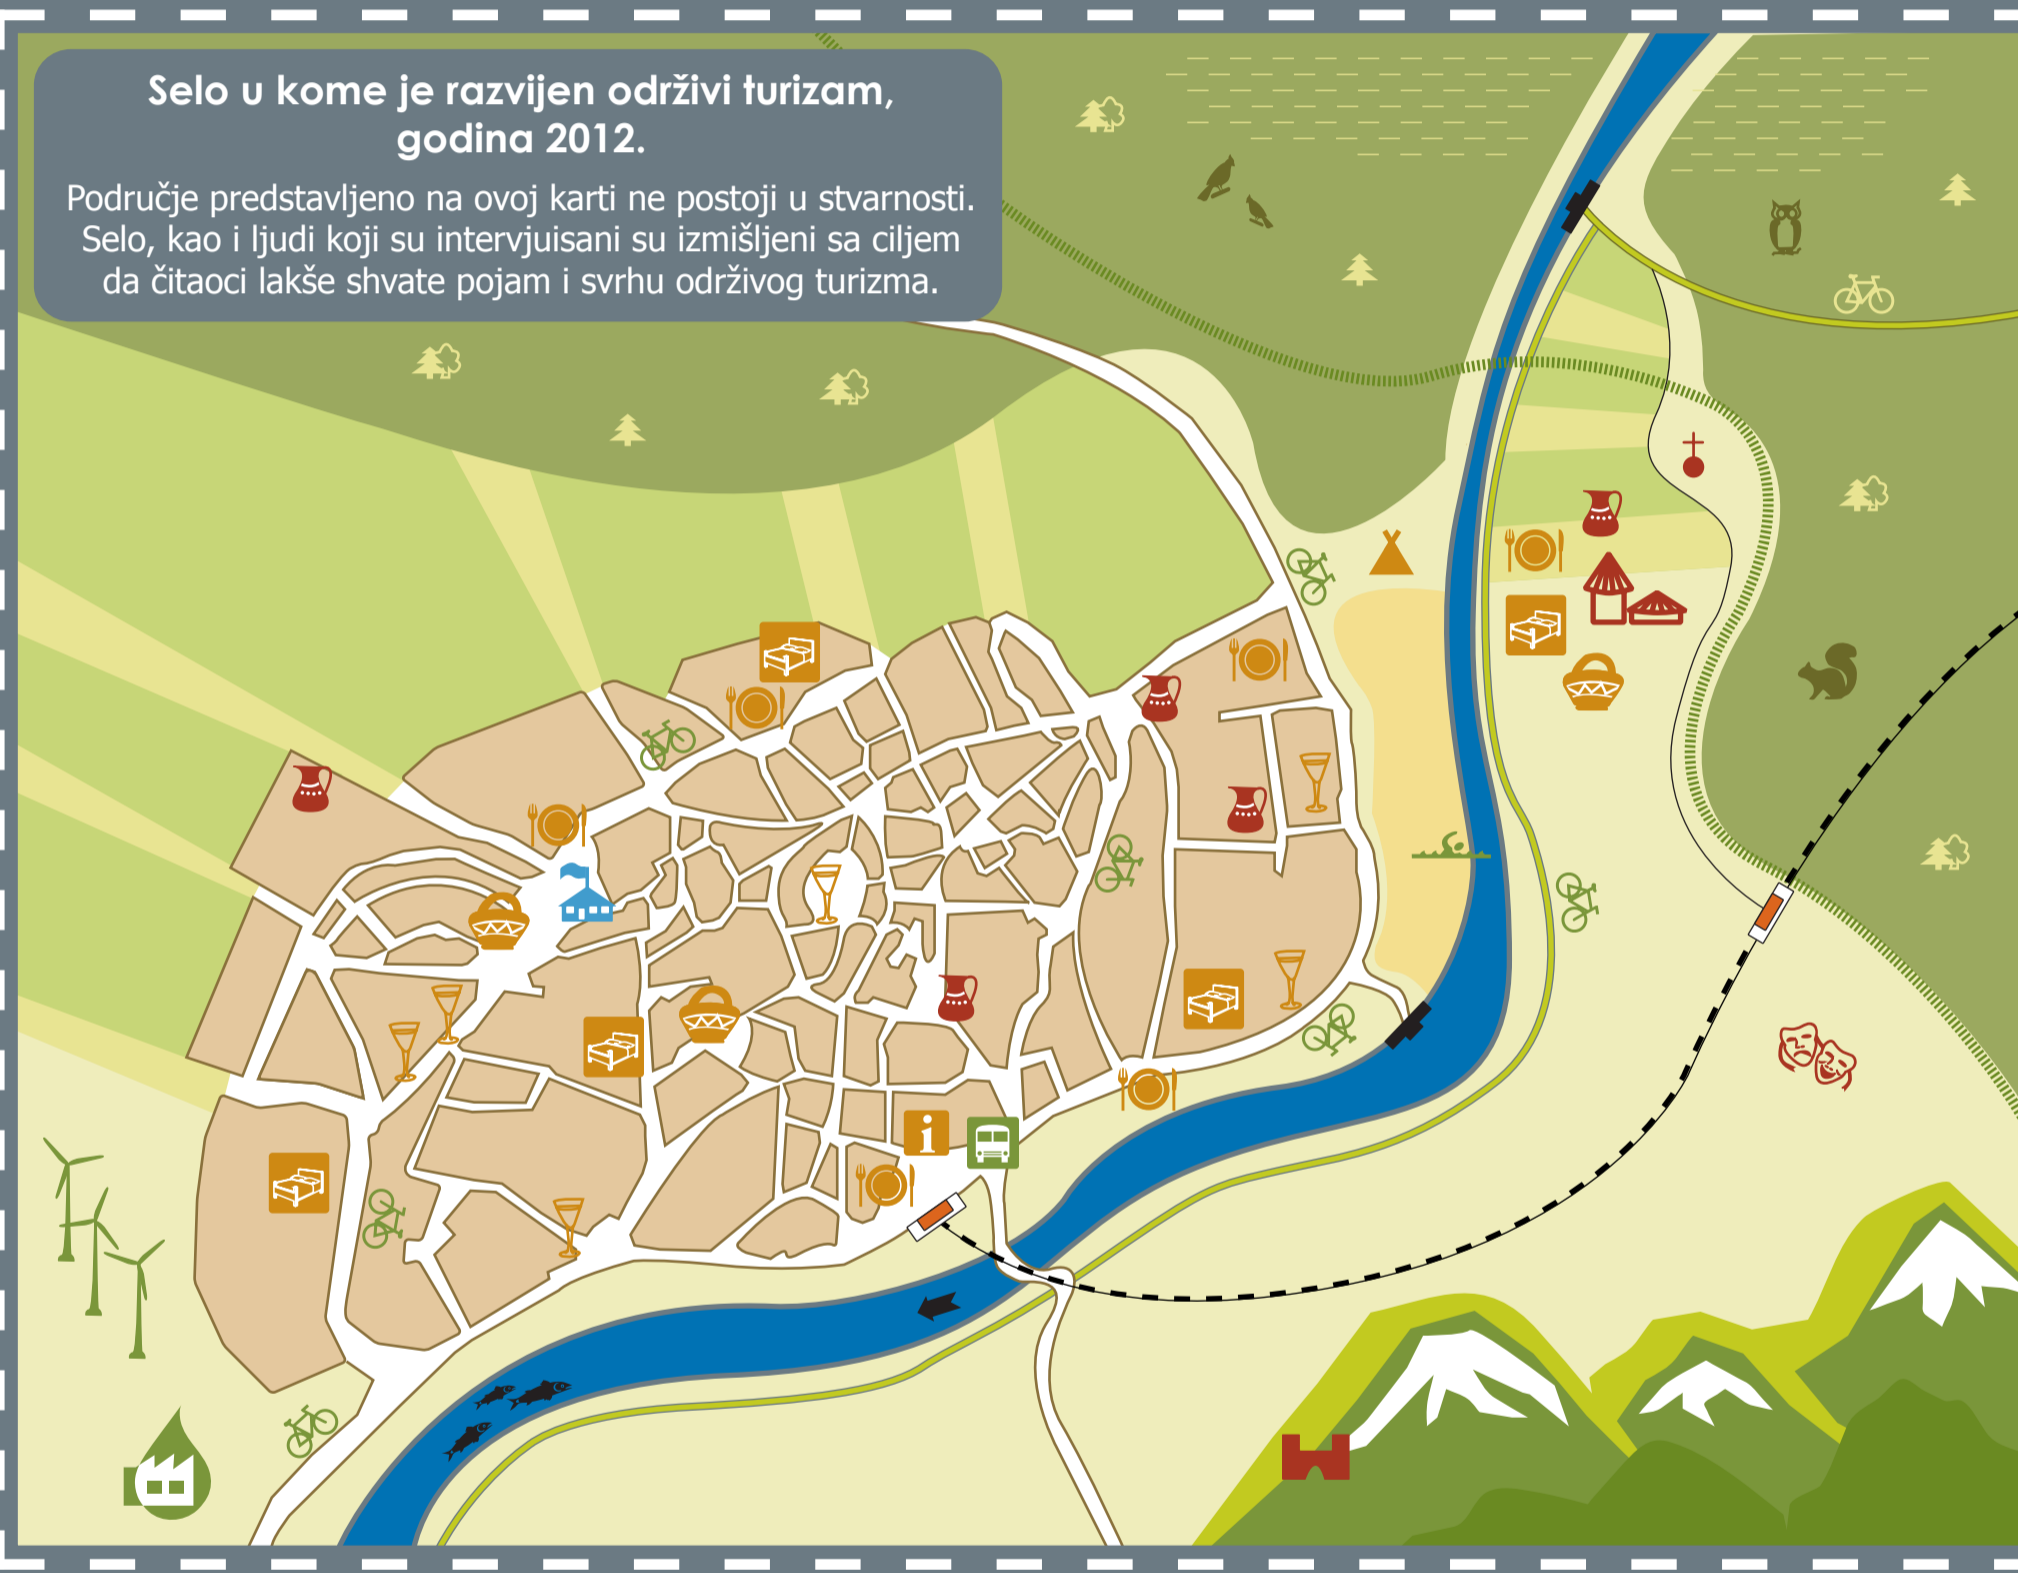 Selo u kome je razvijen održivi turizam,
godina 2012.
Područje predstavljeno na ovoj karti ne postoji u stvarnosti.
Selo, kao i ljudi koji su intervjuisani su izmišljeni sa ciljem
da čitaoci lakše shvate pojam i svrhu održivog turizma.
i